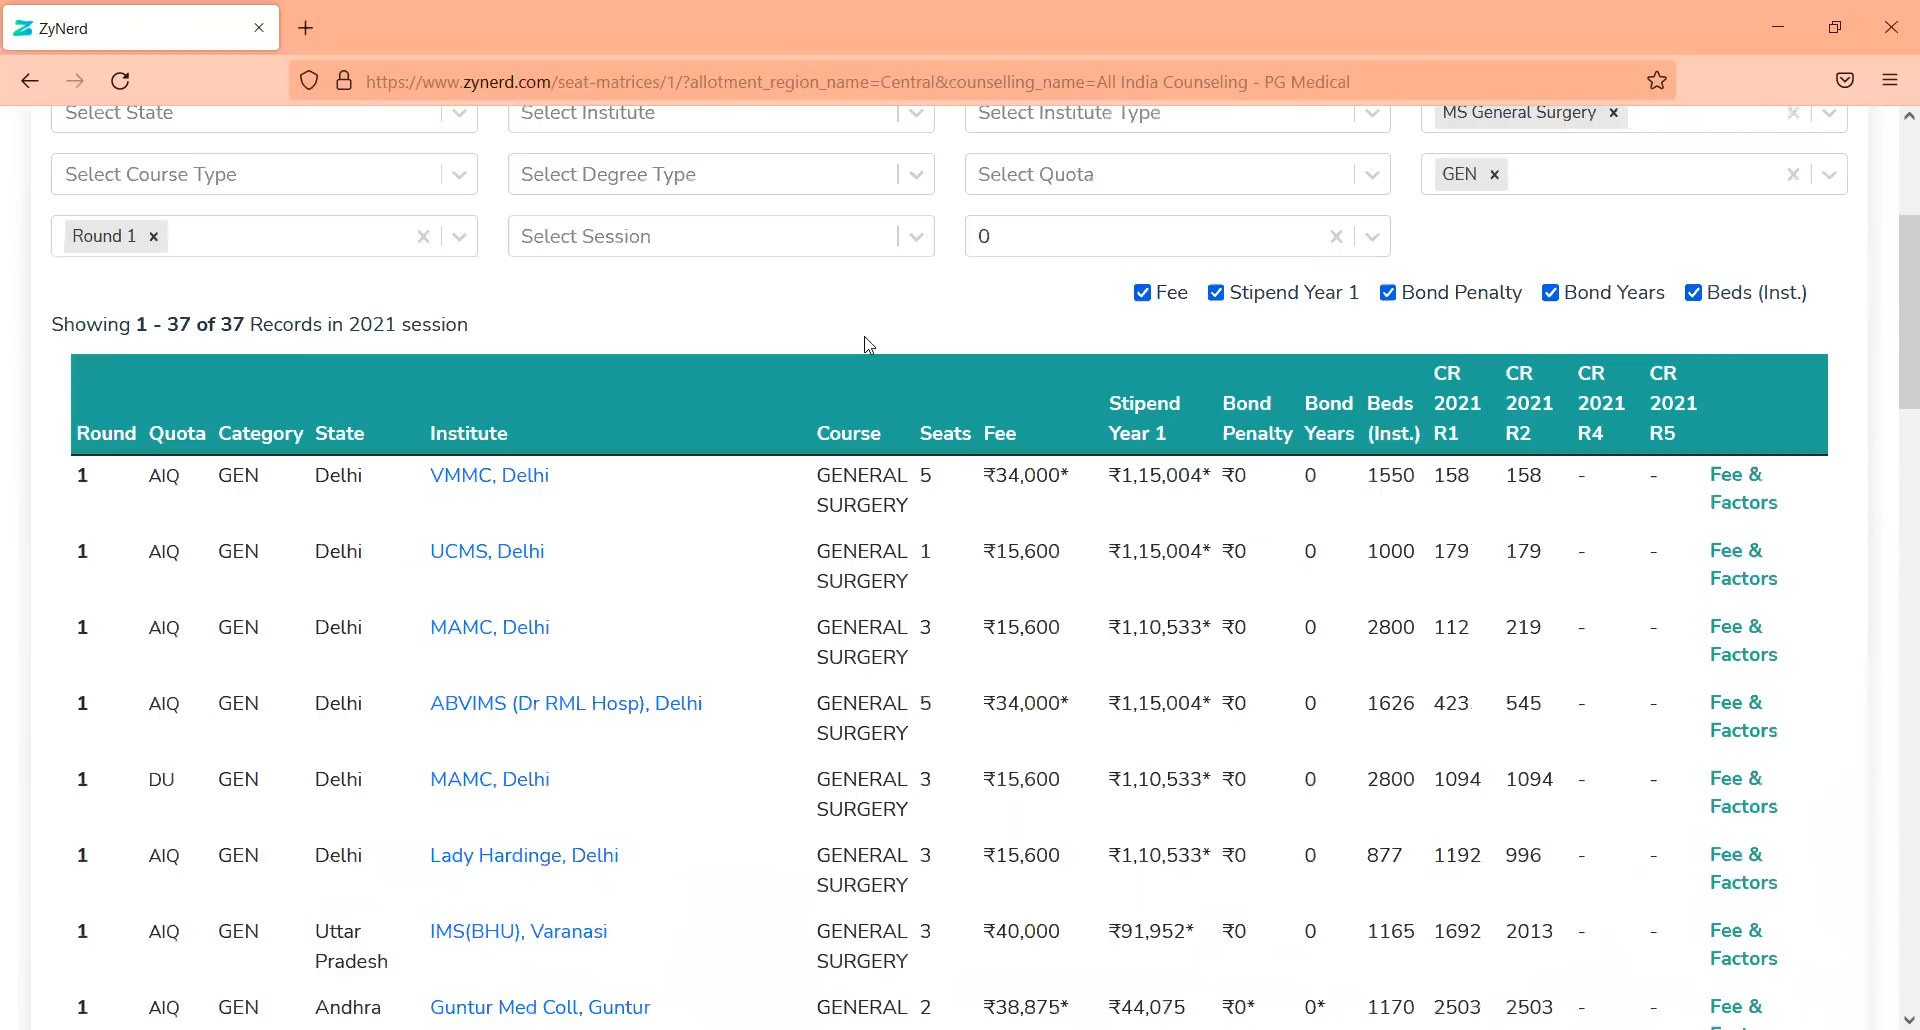 ZyNerd
https://www.zynerd.com/seat-matrices/1/?allotment_region_name=Central&counselling_name=All India Counseling - PG Medical
Select State Select Institute Select Institute Type MS General Surgery
Select Course Type Select Degree Type Select Quota GEN
Round 1 Select Session 0
Fee Stipend Year 1 Bond Penalty Bond Years Beds (Inst.)
Showing 1 - 37 of 37 Records in 2021 session
CR CR CR CR
Stipend Bond Bond Beds 2021 2021 2021 2021
Round Quota Category State Institute Course Seats Fee Year 1 Penalty Years (Inst.) R1 R2 R4 R5
1 AIQ GEN Delhi VMMC, Delhi GENERAL 5 ₹34,000* ₹1,15,004* ₹0 0 1550 158 158 - - Fee &
SURGERY Factors
1 AIQ GEN Delhi UCMS, Delhi GENERAL 1 ₹15,600 ₹1,15,004* ₹0 0 1000 179 179 - - Fee &
SURGERY Factors
1 AIQ GEN Delhi MAMC, Delhi GENERAL 3 ₹15,600 ₹1,10,533* ₹0 0 2800 112 219 - - Fee &
SURGERY Factors
1 AIQ GEN Delhi ABVIMS (Dr RML Hosp), Delhi GENERAL 5 ₹34,000* ₹1,15,004* ₹0 0 1626 423 545 - - Fee &
SURGERY Factors
1 DU GEN Delhi MAMC, Delhi GENERAL 3 ₹15,600 ₹1,10,533* ₹0 0 2800 1094 1094 - - Fee &
SURGERY Factors
1 AIQ GEN Delhi Lady Hardinge, Delhi GENERAL 3 ₹15,600 ₹1,10,533* ₹0 0 877 1192 996 - - Fee &
SURGERY Factors
1 AIQ GEN Uttar IMS(BHU), Varanasi GENERAL 3 ₹40,000 ₹91,952* ₹0 0 1165 1692 2013 - - Fee &
Pradesh SURGERY Factors
1 AIQ GEN Andhra Guntur Med Coll, Guntur GENERAL 2 ₹38,875* ₹44,075 ₹0* 0* 1170 2503 2503 - - Fee &